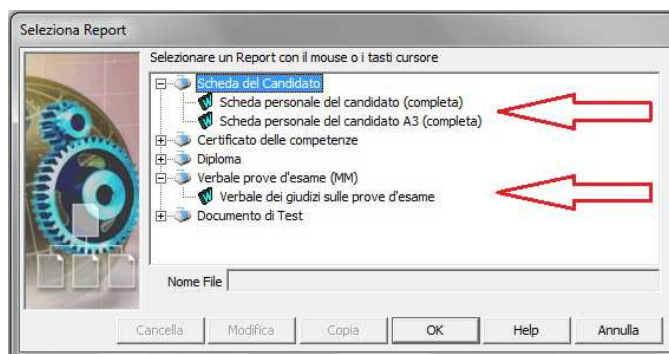 Seleziona Report
Selezionare un Report con il mouse o i tasti cursore
Scheda del Candidato
Scheda personale del candidato (completa)
Scheda personale del candidato A3 (completa)
Certificato delle competenze
Diploma
Verbale prove d'esame (MM)
Verbale dei giudizi sulle prove d'esame
Documento di Test
Nome File
Cancella Modifica Copia OK Help Annulla